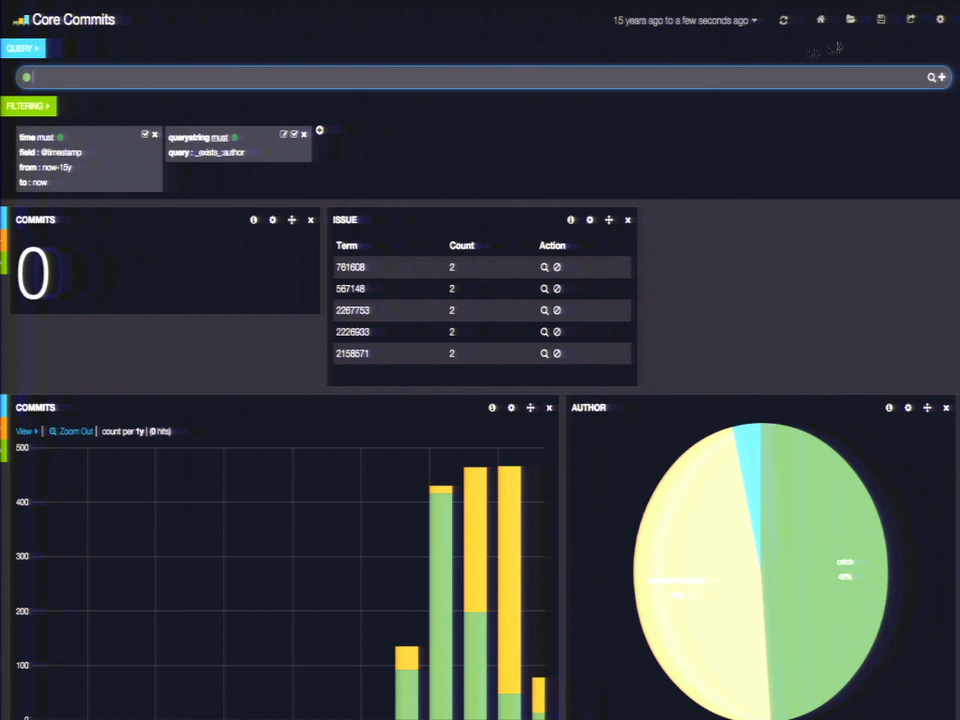 Core Commits
15 years ago to a few seconds ago
QUERY
FILTERING
time must
field : @timestamp
from : now-15y
to : now
querystring must
query : _exists_:author
COMMITS
0
ISSUE
Term Count Action
761608 2
567148 2
2267753 2
2226933 2
2158571 2
COMMITS
View | Zoom Out | count per 1y | (0 hits)
500
400
300
200
100
0
AUTHOR
catch
49%